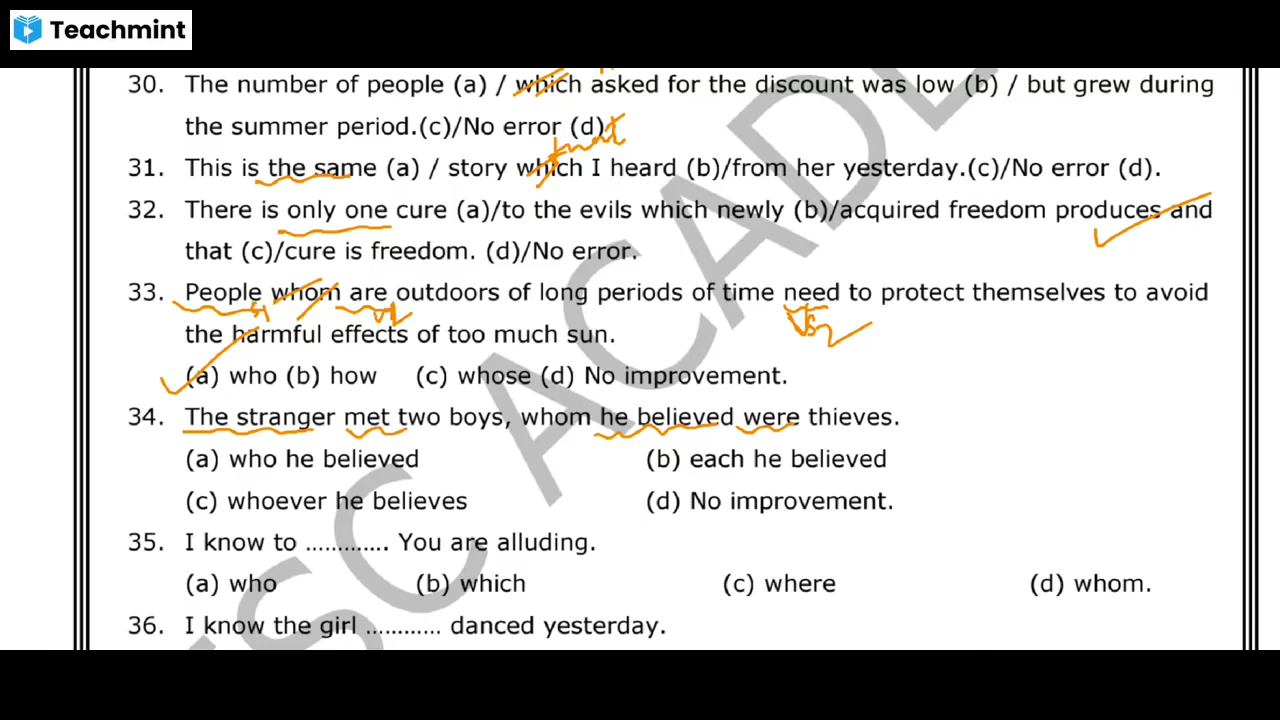 Teachmint
30. The number of people (a) / which asked for the discount was low (b) / but grew during
the summer period.(c)/No error (d)
that
31. This is the same (a) / story which I heard (b)/from her yesterday.(c)/No error (d).
32. There is only one cure (a)/to the evils which newly (b)/acquired freedom produces and
that (c)/cure is freedom. (d)/No error.
33. People whom are outdoors of long periods of time need to protect themselves to avoid
the harmful effects of too much sun.
(a) who (b) how (c) whose (d) No improvement.
34. The stranger met two boys, whom he believed were thieves.
(a) who he believed (b) each he believed
(c) whoever he believes (d) No improvement.
35. I know to ............. You are alluding.
(a) who (b) which (c) where (d) whom.
36. I know the girl ............ danced yesterday.